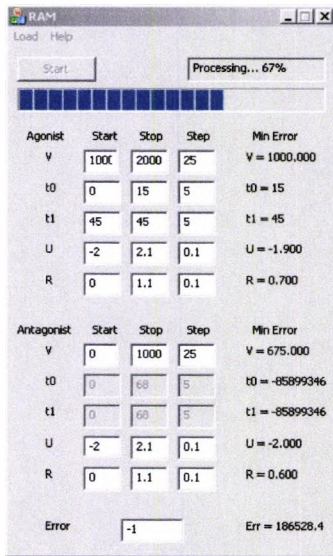 RAM
Load Help
Start Processing... 67%
Agonist Start Stop Step Min Error
V 1000 2000 25 V = 1000.000
t0 0 15 5 t0 = 15
t1 45 45 5 t1 = 45
U -2 2.1 0.1 U = -1.900
R 0 1.1 0.1 R = 0.700
Antagonist Start Stop Step Min Error
V 0 1000 25 V = 675.000
t0 0 68 5 t0 = -85899346
t1 0 68 5 t1 = -85899346
U -2 2.1 0.1 U = -2.000
R 0 1.1 0.1 R = 0.600
Error -1 Err = 186528.4